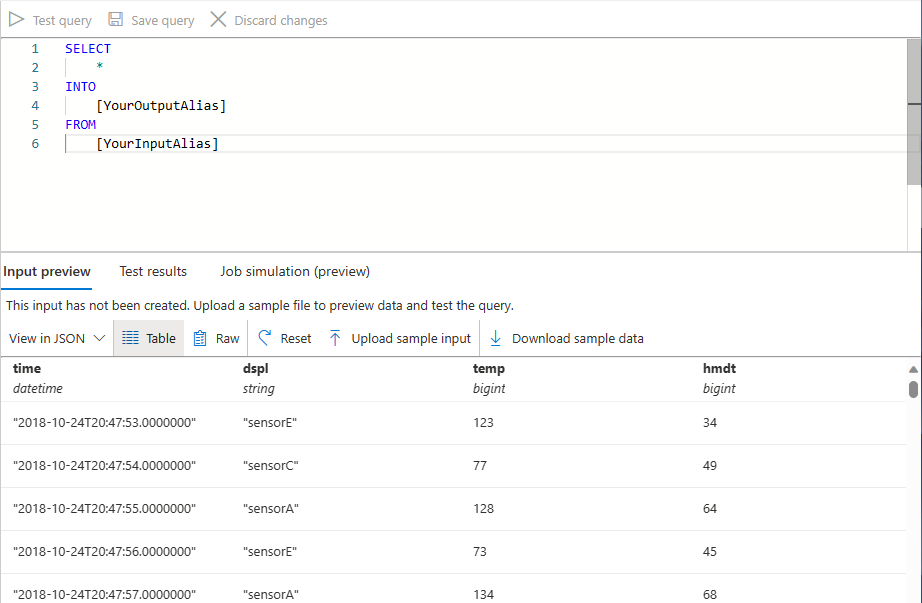 Test query Save query Discard changes
1 SELECT
2 *
3 INTO
4 [YourOutputAlias]
5 FROM
6 [YourInputAlias]
Input preview Test results Job simulation (preview)
This input has not been created. Upload a sample file to preview data and test the query.
View in JSON Table Raw Reset Upload sample input Download sample data
time dspl temp hmdt
datetime string bigint bigint
"2018-10-24T20:47:53.0000000" "sensorE" 123 34
"2018-10-24T20:47:54.0000000" "sensorC" 77 49
"2018-10-24T20:47:55.0000000" "sensorA" 128 64
"2018-10-24T20:47:56.0000000" "sensorE" 73 45
"2018-10-24T20:47:57.0000000" "sensorA" 134 68